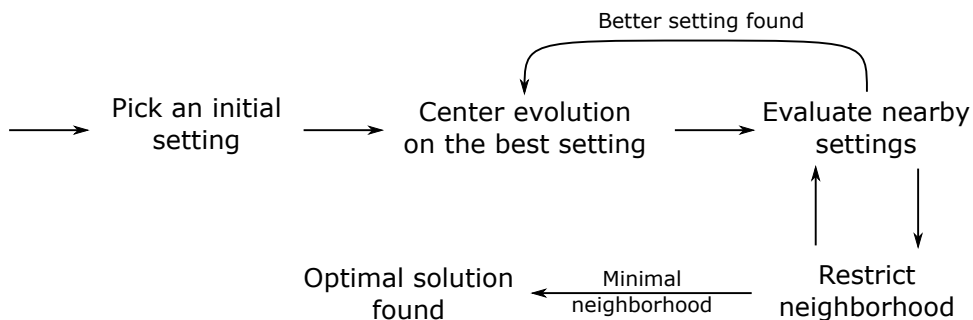 Better setting found
Pick an initial
setting
Center evolution
on the best setting
Evaluate nearby
settings
Optimal solution
found
Minimal
neighborhood
Restrict
neighborhood